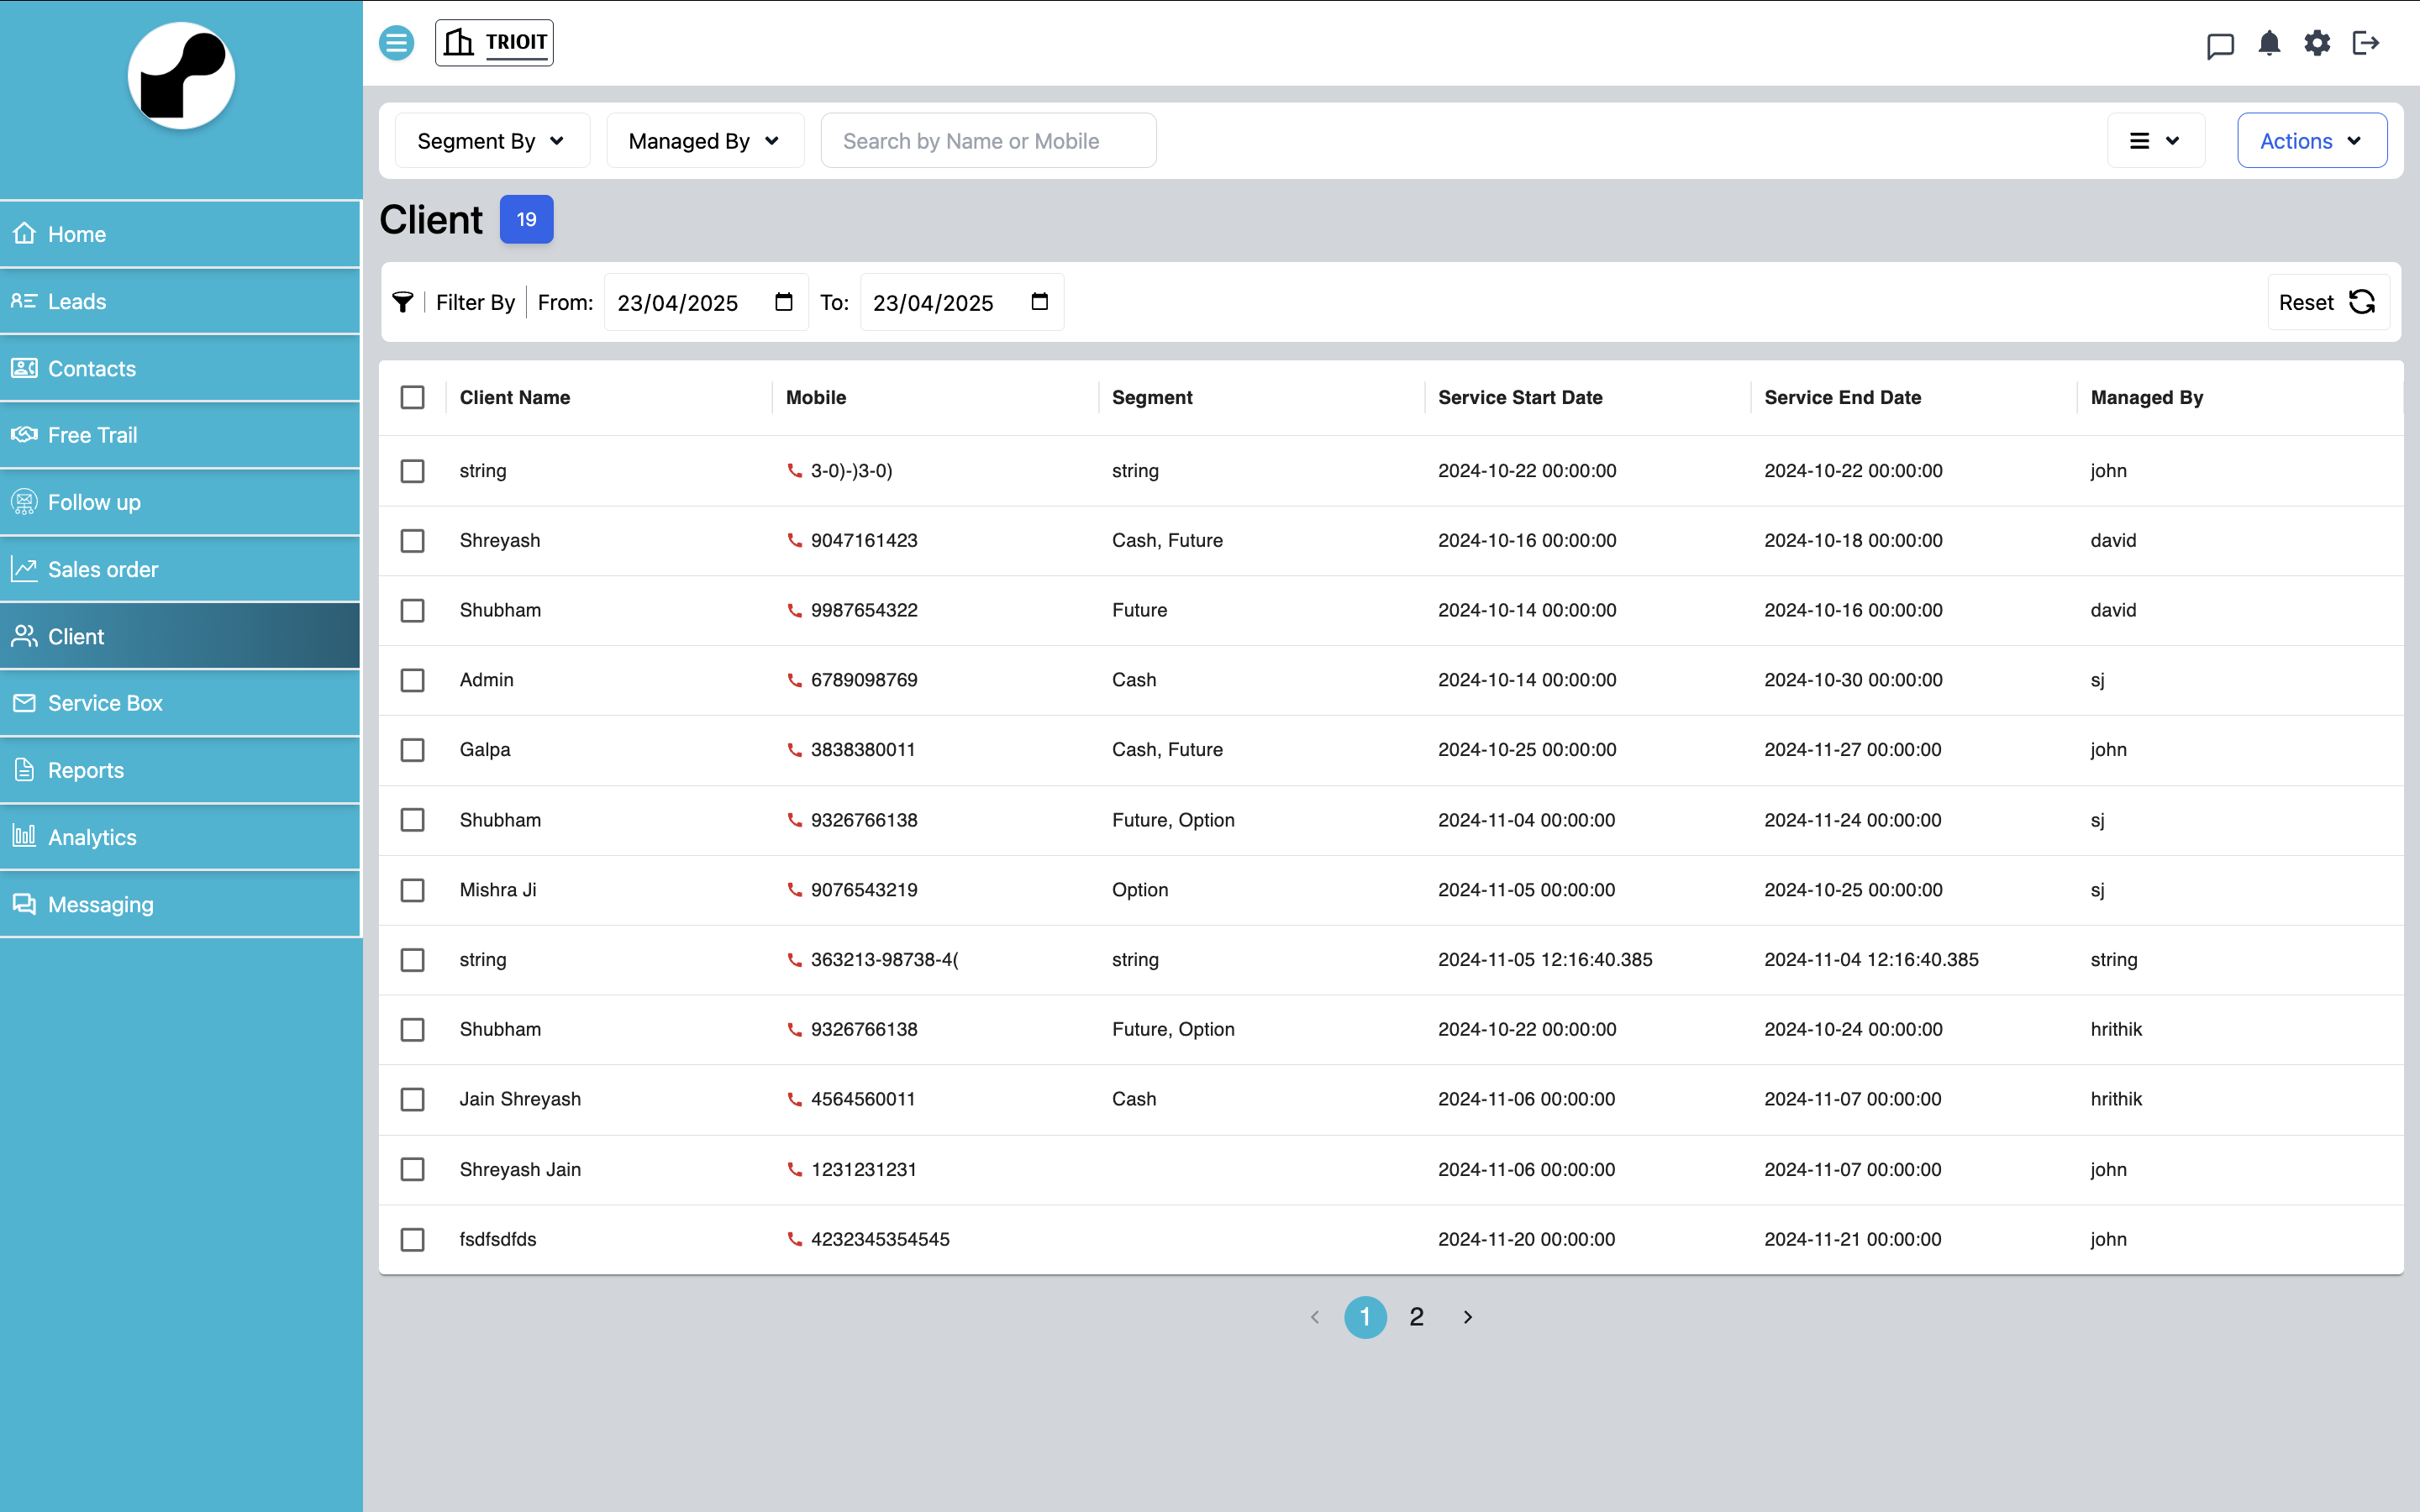 TRIOIT
Segment By Managed By Search by Name or Mobile Actions
Home
Leads
Contacts
Free Trail
Follow up
Sales order
Client
Service Box
Reports
Analytics
Messaging
Client 19
Filter By From: 23/04/2025 To: 23/04/2025 Reset
Client Name Mobile Segment Service Start Date Service End Date Managed By
string 3-0)-)3-0) string 2024-10-22 00:00:00 2024-10-22 00:00:00 john
Shreyash 9047161423 Cash, Future 2024-10-16 00:00:00 2024-10-18 00:00:00 david
Shubham 9987654322 Future 2024-10-14 00:00:00 2024-10-16 00:00:00 david
Admin 6789098769 Cash 2024-10-14 00:00:00 2024-10-30 00:00:00 sj
Galpa 3838380011 Cash, Future 2024-10-25 00:00:00 2024-11-27 00:00:00 john
Shubham 9326766138 Future, Option 2024-11-04 00:00:00 2024-11-24 00:00:00 sj
Mishra Ji 9076543219 Option 2024-11-05 00:00:00 2024-10-25 00:00:00 sj
string 363213-98738-4( string 2024-11-05 12:16:40.385 2024-11-04 12:16:40.385 string
Shubham 9326766138 Future, Option 2024-10-22 00:00:00 2024-10-24 00:00:00 hrithik
Jain Shreyash 4564560011 Cash 2024-11-06 00:00:00 2024-11-07 00:00:00 hrithik
Shreyash Jain 1231231231 2024-11-06 00:00:00 2024-11-07 00:00:00 john
fsdfsdfds 4232345354545 2024-11-20 00:00:00 2024-11-21 00:00:00 john
1 2